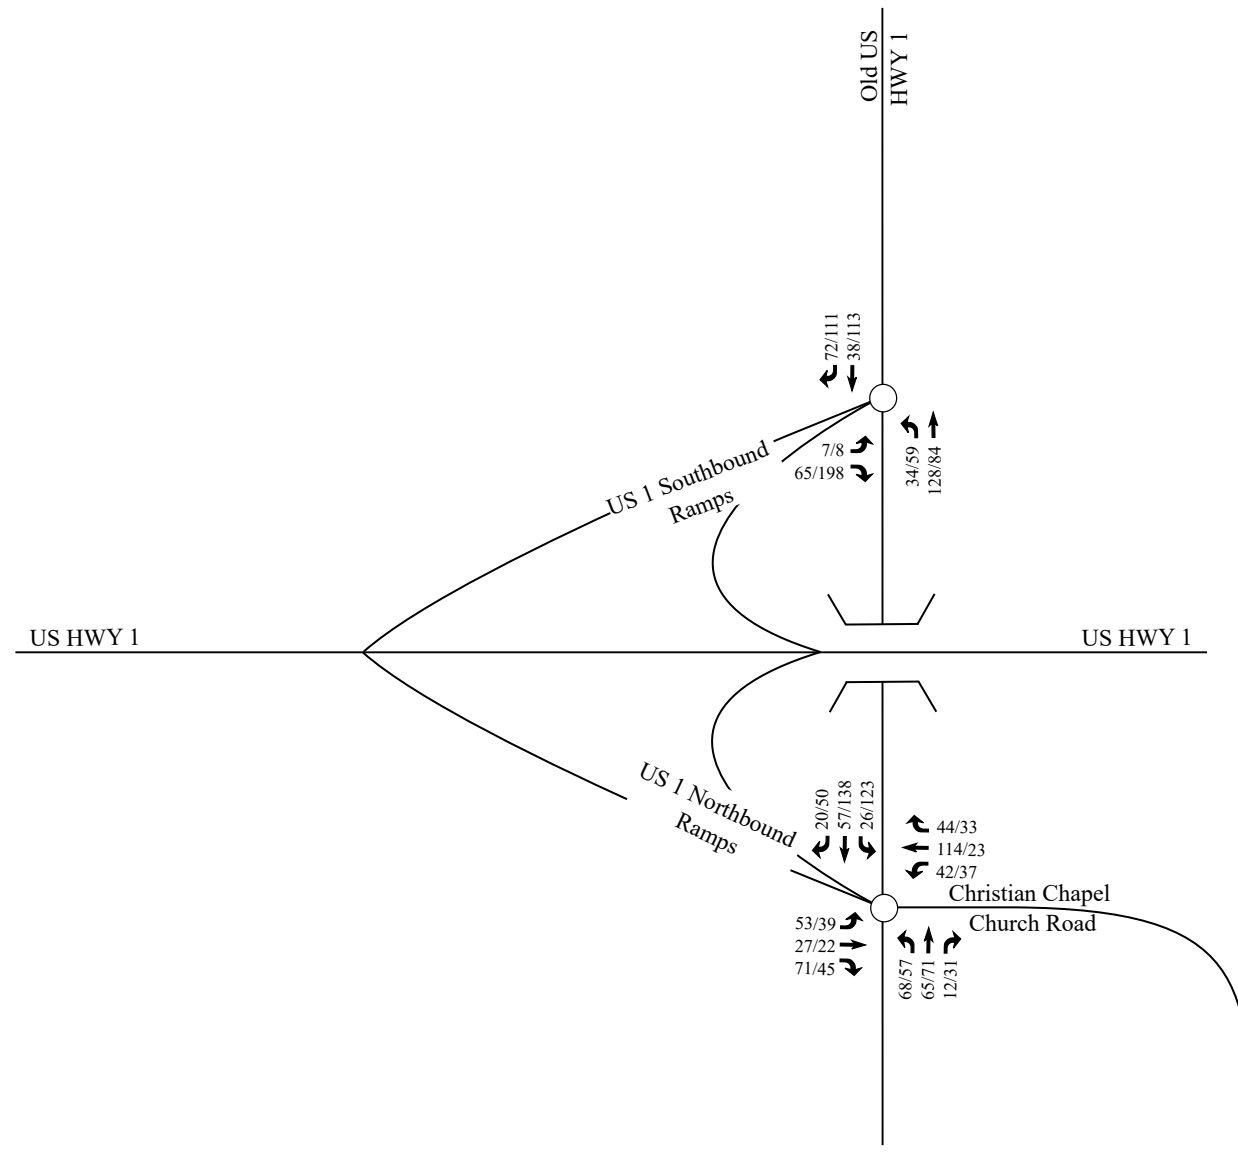 Old US
HWY 1
72/111
38/113
7/8
65/198
34/59
128/84
US 1 Southbound
Ramps
US HWY 1
US HWY 1
US 1 Northbound
Ramps
20/50
57/138
26/123
44/33
114/23
42/37
Christian Chapel
Church Road
53/39
27/22
71/45
68/57
65/71
12/31